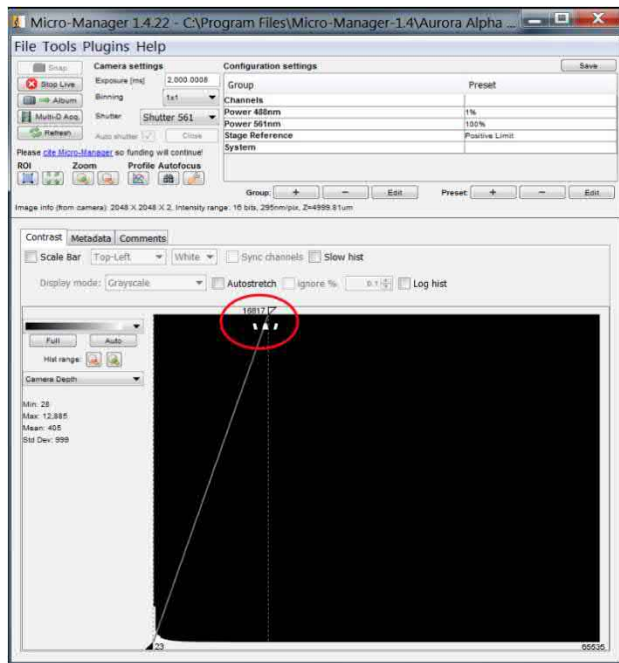 Micro-Manager 1.4.22 - C:\Program Files\Micro-Manager-1.4\Aurora Alpha ...
File Tools Plugins Help
Snap
Stop Live
Album
Multi-D Acq.
Refresh
Camera settings
Exposure [ms] 2,000.0008
Binning 1x1
Shutter Shutter 561
Auto shutter Close
Configuration settings Save
Group Preset
Channels
Power 488nm 1%
Power 561nm 100%
Stage Reference Positive Limit
System
Please cite Micro-Manager so funding will continue!
ROI Zoom Profile Autofocus
Group: + - Edit Preset: + - Edit
Image info (from camera): 2048 X 2048 X 2, Intensity range: 16 bits, 295nm/pix, Z=4999.81um
Contrast Metadata Comments
Scale Bar Top-Left White Sync channels Slow hist
Display mode: Grayscale Autostretch ignore % 0.1 Log hist
16817
Full Auto
Hist range:
Camera Depth
Min: 28
Max: 12,885
Mean: 405
Std Dev: 999
23 65535